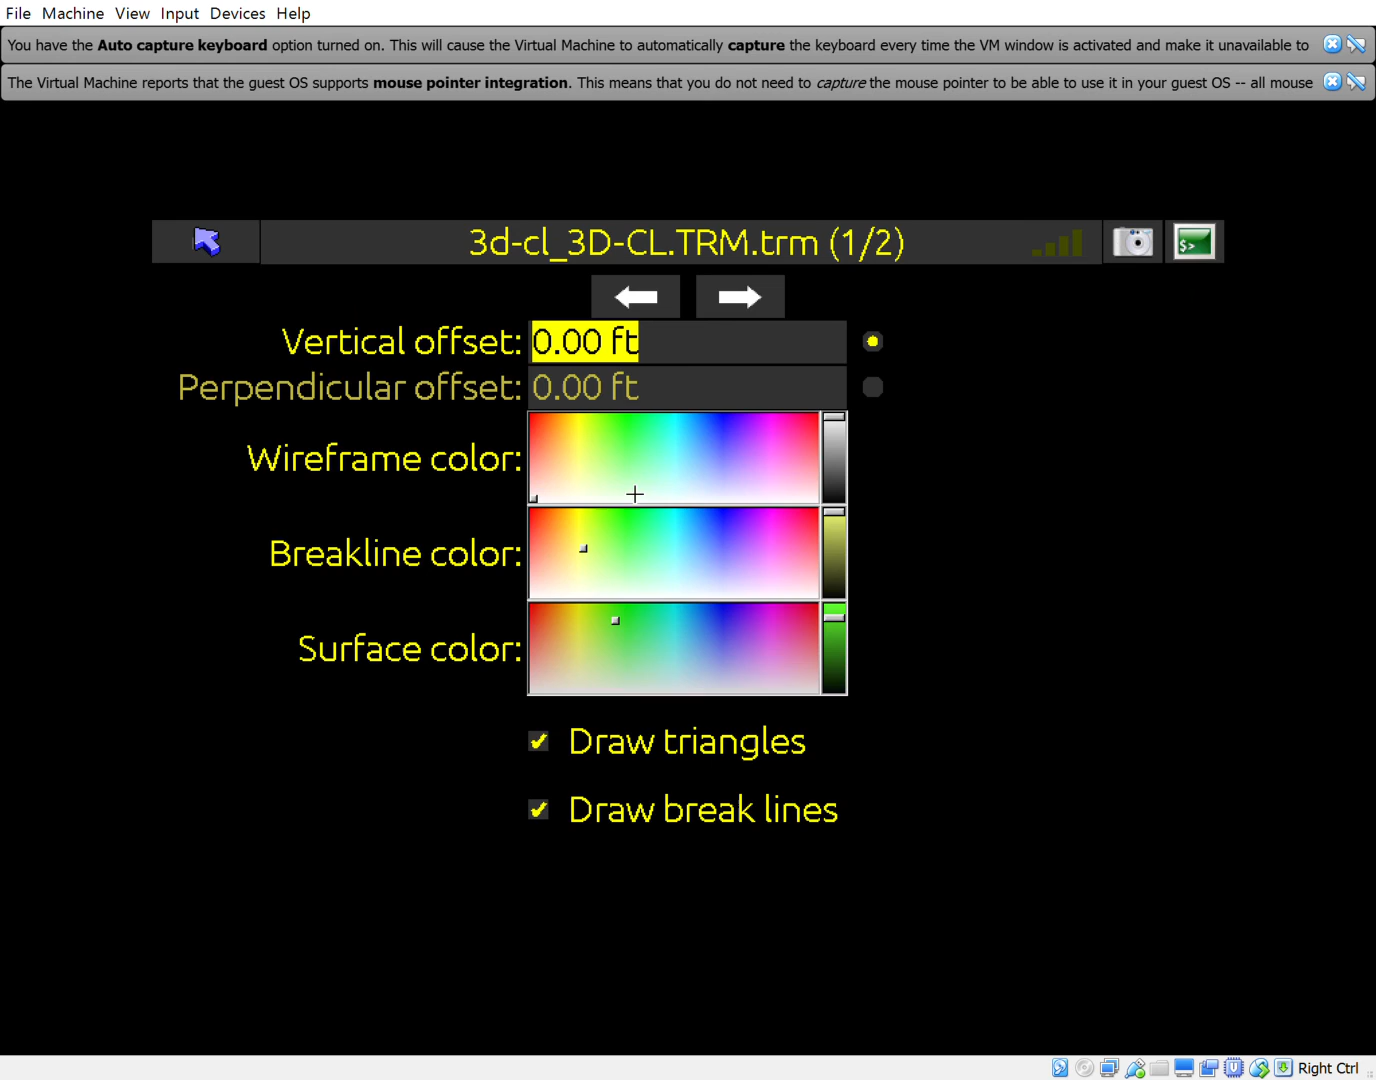 File Machine View Input Devices Help
You have the Auto capture keyboard option turned on. This will cause the Virtual Machine to automatically capture the keyboard every time the VM window is activated and make it unavailable to
The Virtual Machine reports that the guest OS supports mouse pointer integration. This means that you do not need to capture the mouse pointer to be able to use it in your guest OS -- all mouse
3d-cl_3D-CL.TRM.trm (1/2)
$>
Vertical offset: 0.00 ft
Perpendicular offset: 0.00 ft
Wireframe color:
Breakline color:
Surface color:
Draw triangles
Draw break lines
Right Ctrl